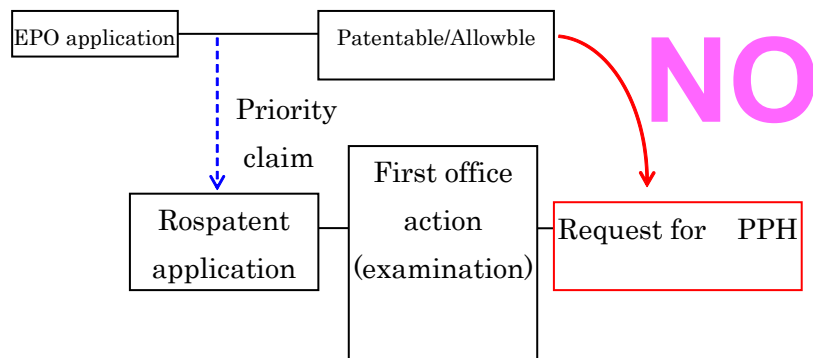 EPO application
Patentable/Allowble
NO
Priority
claim
First office
action
(examination)
Rospatent
application
Request for PPH